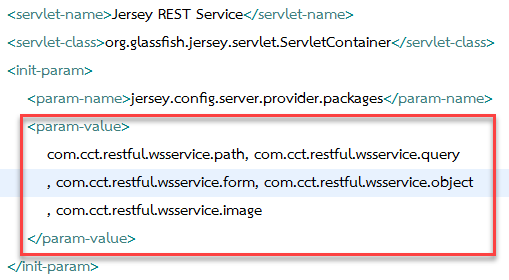 <servlet-name>Jersey REST Service</servlet-name>
<servlet-class>org.glassfish.jersey.servlet.ServletContainer</servlet-class>
<init-param>
<param-name>jersey.config.server.provider.packages</param-name>
<param-value>
com.cct.restful.wsservice.path, com.cct.restful.wsservice.query
, com.cct.restful.wsservice.form, com.cct.restful.wsservice.object
, com.cct.restful.wsservice.image
</param-value>
</init-param>